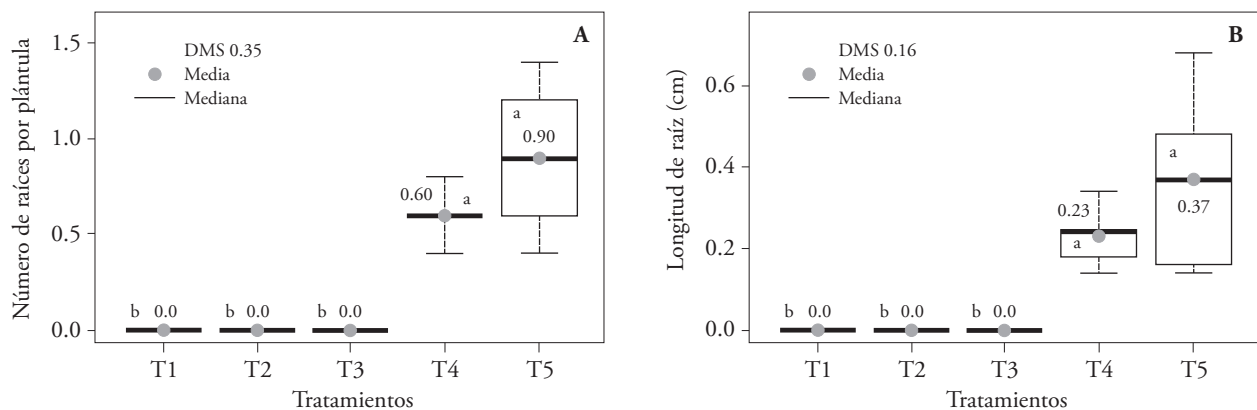 A
DMS 0.35
Media
Mediana
Número de raíces por plántula
1.5
1.0
0.5
0.0
b 0.0
b 0.0
b 0.0
0.60
a
a
0.90
T1 T2 T3 T4 T5
Tratamientos
B
DMS 0.16
Media
Mediana
Longitud de raíz (cm)
0.6
0.4
0.2
0.0
b 0.0
b 0.0
b 0.0
0.23
a
a
0.37
T1 T2 T3 T4 T5
Tratamientos